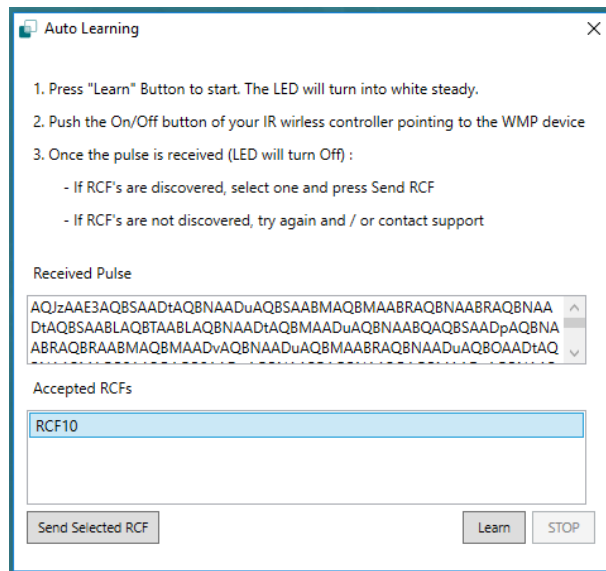 Auto Learning
1. Press "Learn" Button to start. The LED will turn into white steady.
2. Push the On/Off button of your IR wirless controller pointing to the WMP device
3. Once the pulse is received (LED will turn Off) :
- If RCF's are discovered, select one and press Send RCF
- If RCF's are not discovered, try again and / or contact support
Received Pulse
AQJzAAE3AQBSAADtAQBNAADuAQBSAABMAQBMAABRAQBNAABRAQBNAA
DtAQBSAABLAQBTAABLAQBNAADtAQBMAADuAQBNAABQAQBSAADpAQBNA
ABRAQBRAABMAQBMAADvAQBNAADuAQBMAABRAQBNAADuAQBOAADtAQ
Accepted RCFs
RCF10
Send Selected RCF
Learn
STOP